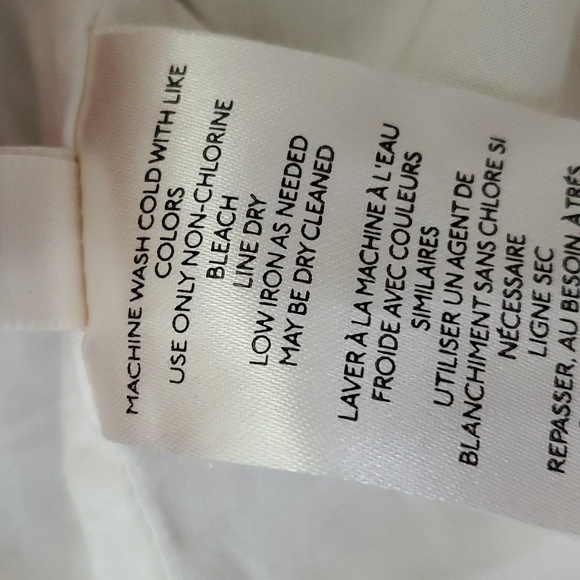 MACHINE WASH COLD WITH LIKE
COLORS
USE ONLY NON-CHLORINE
BLEACH
LINE DRY
LOW IRON AS NEEDED
MAY BE DRY CLEANED
LAVER À LA MACHINE À L'EAU
FROIDE AVEC COULEURS
SIMILAIRES
UTILISER UN AGENT DE
BLANCHIMENT SANS CHLORE SI
NÉCESSAIRE
LIGNE SEC
REPASSER, AU BESOIN À TRÉS